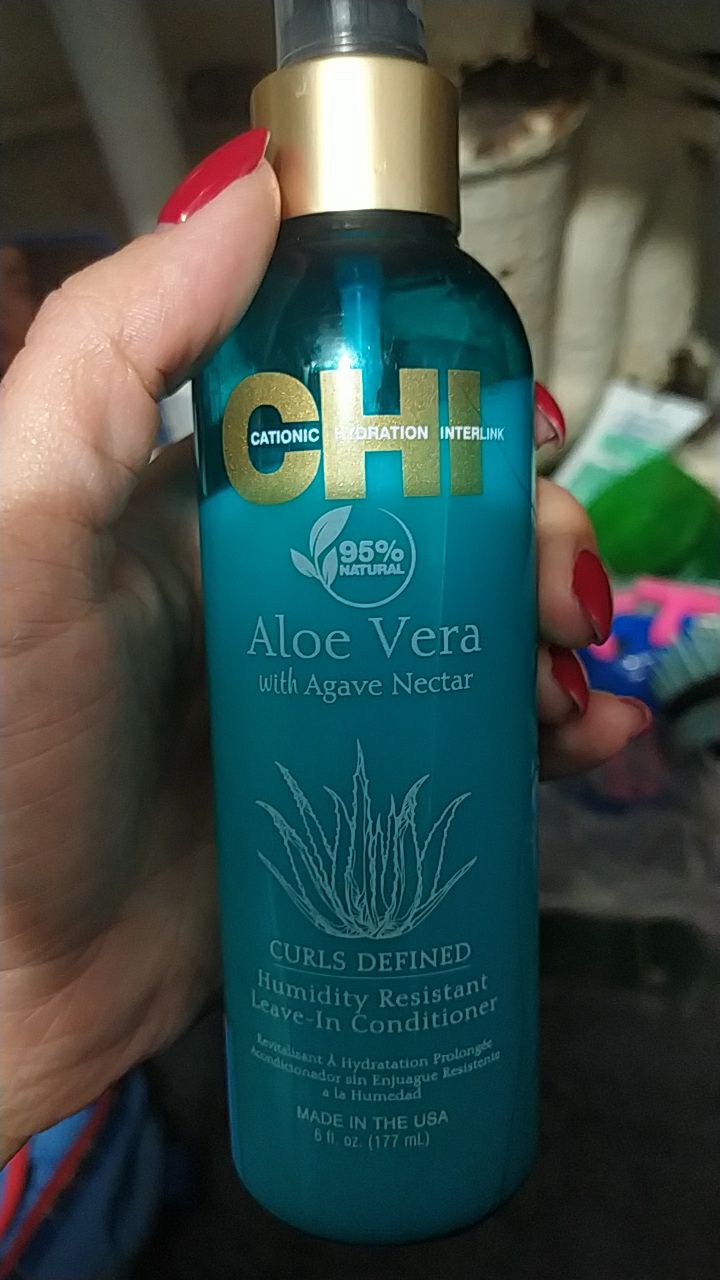 CHI
CATIONIC HYDRATION INTERLINK
95%
NATURAL
Aloe Vera
with Agave Nectar
CURLS DEFINED
Humidity Resistant
Leave-In Conditioner
Revitalisant À Hydratation Prolongée
Acondicionador sin Enjuague Resistente
a la Humedad
MADE IN THE USA
6 fl. oz. (177 mL)